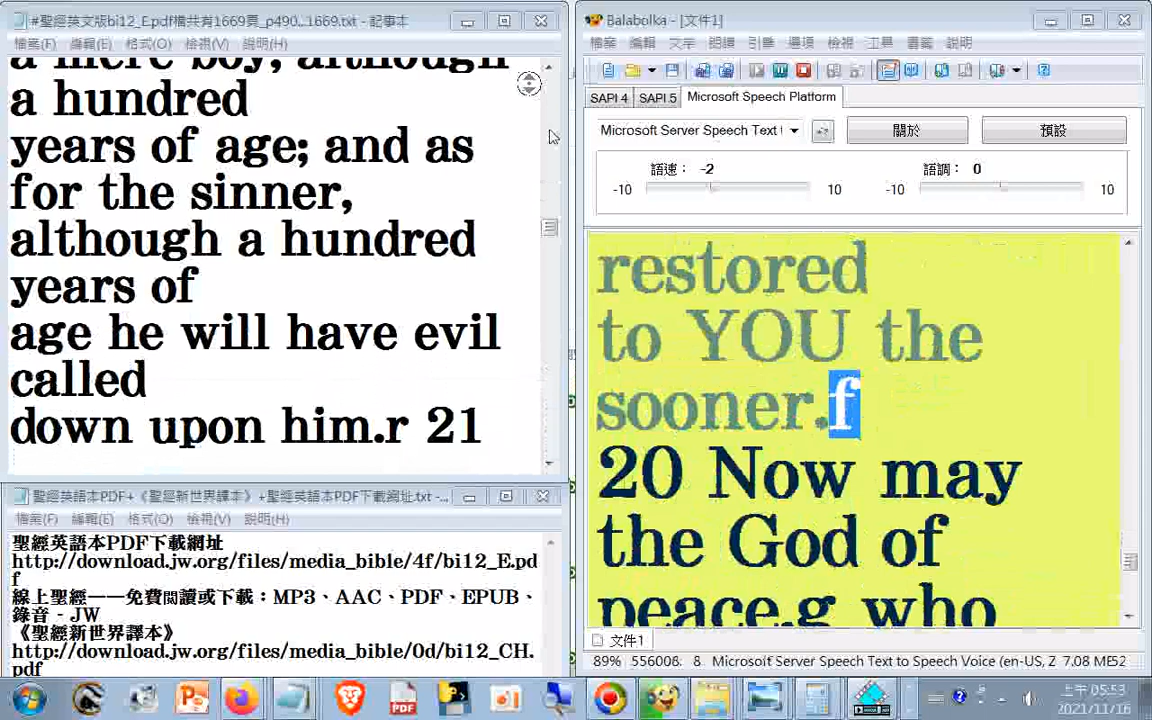 #聖經英文版bi12_E.pdf檔共有1669頁_p490...1669.txt - 記事本
檔案(F) 編輯(E) 格式(O) 檢視(V) 說明(H)
a mere boy, although
a hundred
years of age; and as
for the sinner,
although a hundred
years of
age he will have evil
called
down upon him.r 21
聖經英語本PDF+《聖經新世界譯本》+聖經英語本PDF下載網址.txt - ...
檔案(F) 編輯(E) 格式(O) 檢視(V) 說明(H)
聖經英語本PDF下載網址
http://download.jw.org/files/media_bible/4f/bi12_E.pd
f
線上聖經——免費閱讀或下載：MP3、AAC、PDF、EPUB、
錄音 - JW
《聖經新世界譯本》
http://download.jw.org/files/media_bible/0d/bi12_CH.
pdf
Balabolka - [文件1]
檔案 編輯 文字 朗讀 引擎 選項 檢視 工具 書籤 說明
SAPI 4 SAPI 5 Microsoft Speech Platform
Microsoft Server Speech Text 關於 預設
語速： -2 語調： 0
-10 10 -10 10
restored
to YOU the
sooner.f
20 Now may
the God of
peace,g who
文件1
89% 556008: 8 Microsoft Server Speech Text to Speech Voice (en-US, Z 7.08 ME52
上午 05:53
2021/11/16